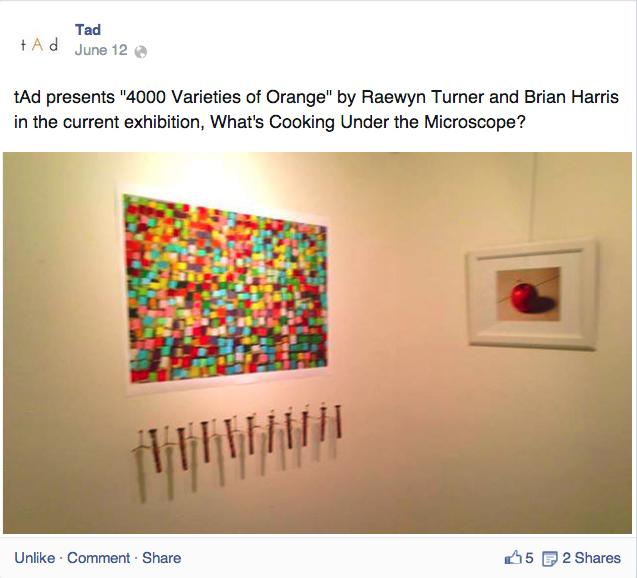 tAd
Tad
June 12
tAd presents "4000 Varieties of Orange" by Raewyn Turner and Brian Harris
in the current exhibition, What's Cooking Under the Microscope?
Unlike · Comment · Share
5 2 Shares